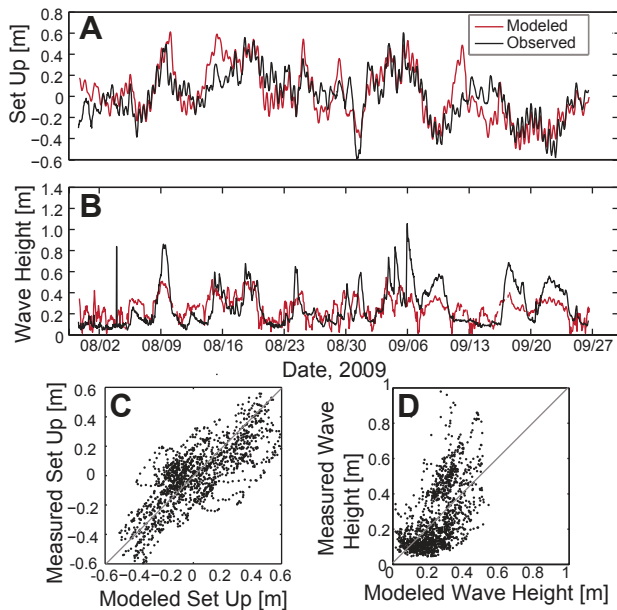 A
Modeled
Observed
Set Up [m]
0.8
0.6
0.4
0.2
0
−0.2
−0.4
−0.6
B
Wave Height [m]
1.4
1.2
1.0
0.8
0.6
0.4
0.2
0
08/02 08/09 08/16 08/23 08/30 09/06 09/13 09/20 09/27
Date, 2009
C
Measured Set Up [m]
0.6
0.4
0.2
0
−0.2
−0.4
−0.6
−0.6 −0.4 −0.2 0 0.2 0.4 0.6
Modeled Set Up [m]
D
Measured Wave
Height [m]
1
0.8
0.6
0.4
0.2
0
0 0.2 0.4 0.6 0.8 1
Modeled Wave Height [m]